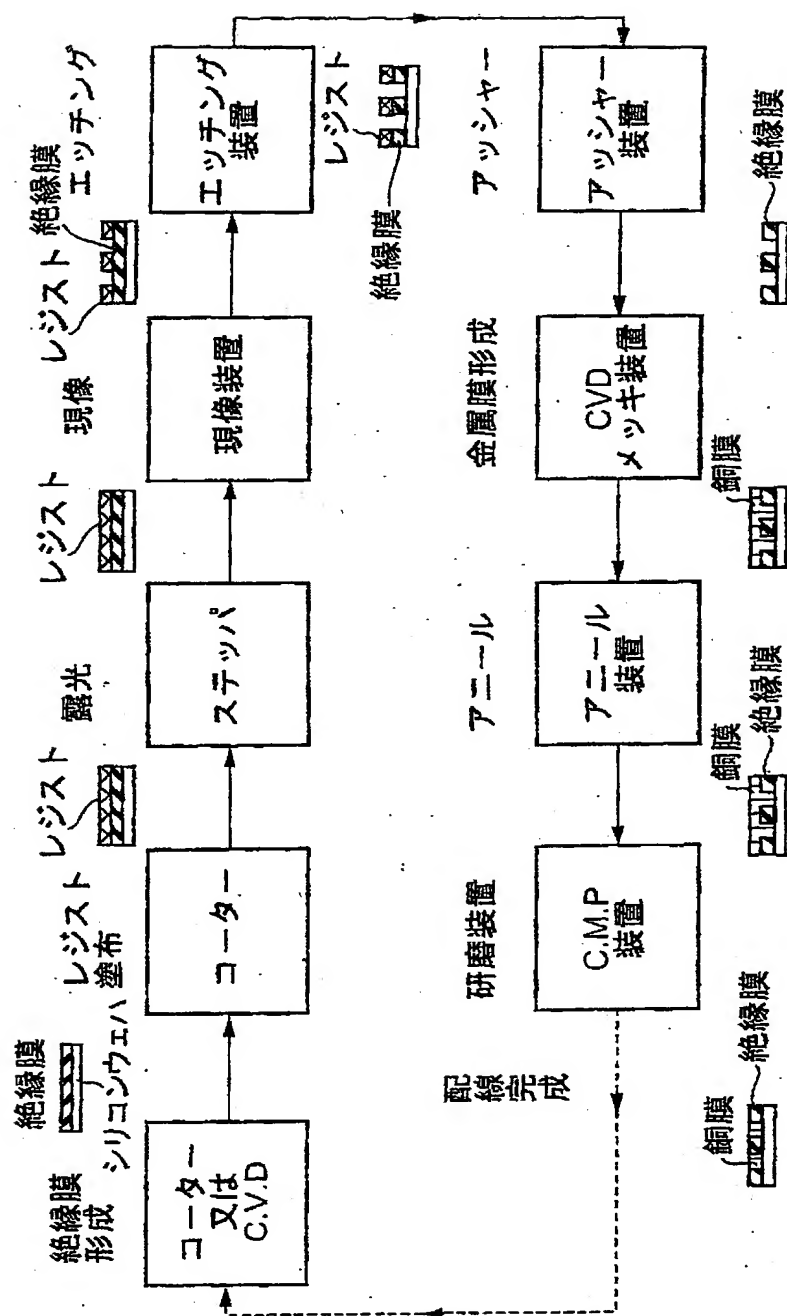 絶縁膜
形成
コーター
又は
C.V.D
絶縁膜
シリコンウェハ
レジスト
塗布
コーター
レジスト
露光
ステッパ
レジスト
現像
現像装置
レジスト
絶縁膜
エッチング
エッチング
装置
レジスト
絶縁膜
アッシャー
アッシャー
装置
絶縁膜
金属膜形成
CVD
メッキ装置
銅膜
アニール
アニール
装置
銅膜
絶縁膜
研磨装置
C.M.P
装置
配線
完成
銅膜
絶縁膜